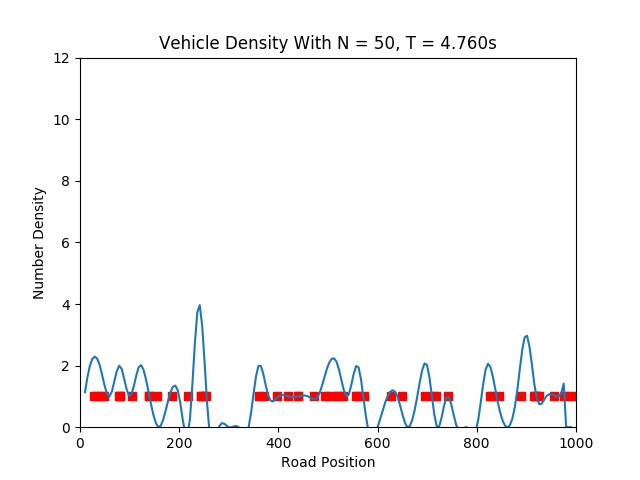 Vehicle Density With N = 50, T = 4.760s
12
10
8
6
4
2
0
Number Density
0 200 400 600 800 1000
Road Position